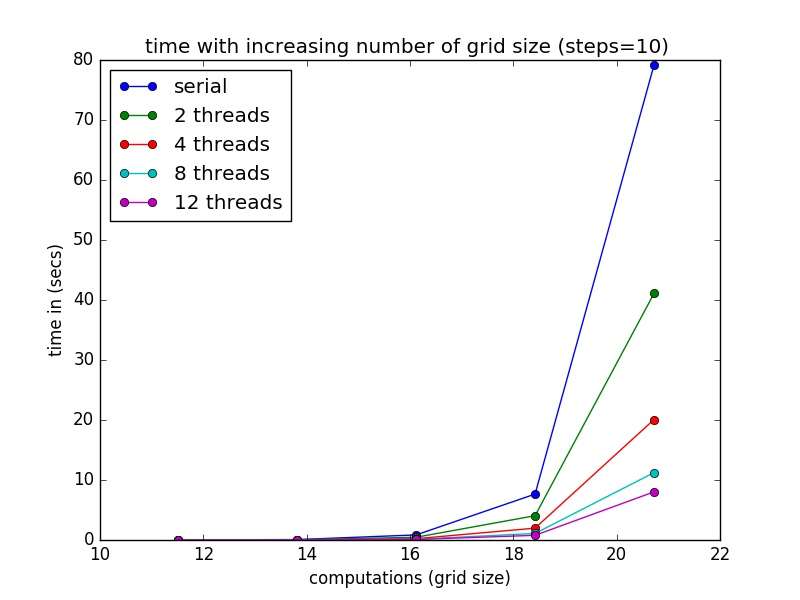 time with increasing number of grid size (steps=10)
80
70
60
50
40
30
20
10
0
time in (secs)
serial
2 threads
4 threads
8 threads
12 threads
10 12 14 16 18 20 22
computations (grid size)